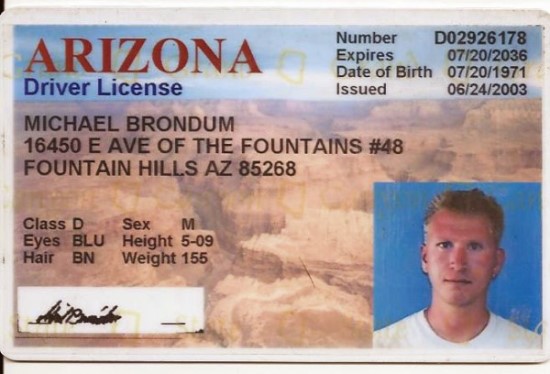 ARIZONA
Driver License
Number D02926178
Expires 07/20/2036
Date of Birth 07/20/1971
Issued 06/24/2003
MICHAEL BRONDUM
16450 E AVE OF THE FOUNTAINS #48
FOUNTAIN HILLS AZ 85268
Class D Sex M
Eyes BLU Height 5-09
Hair BN Weight 155